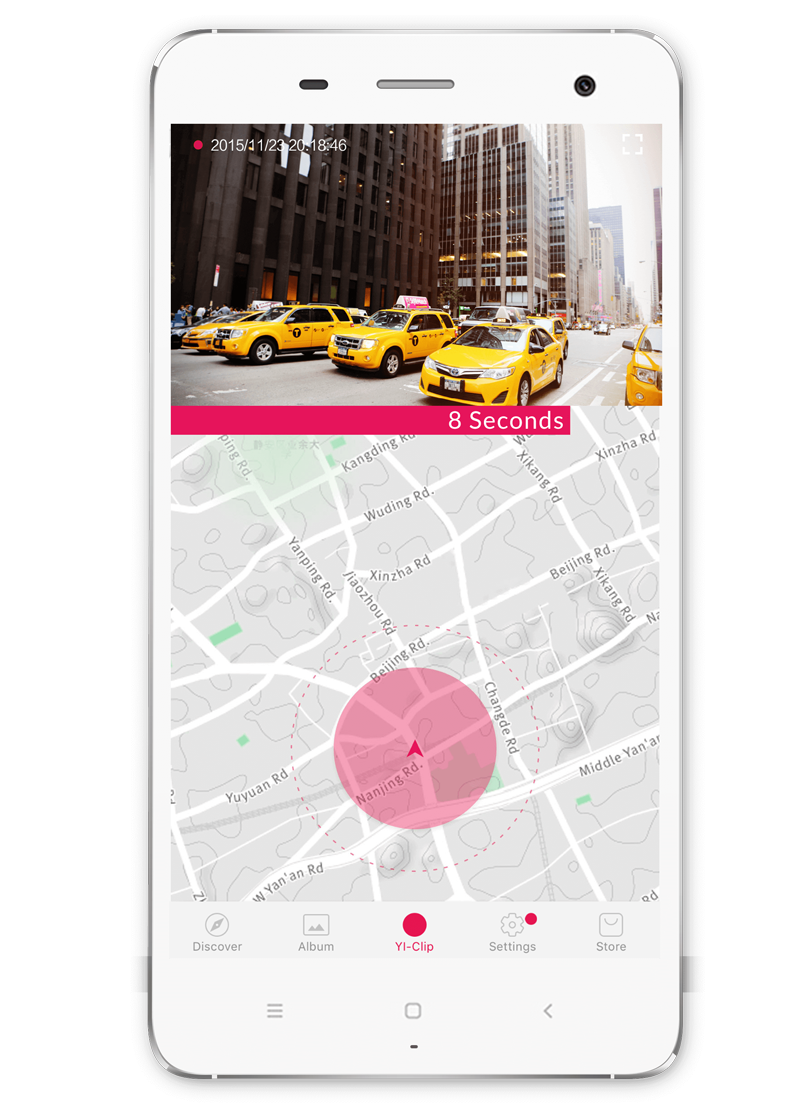 2015/11/23 20:18:46
8 Seconds
Kangding Rd
Xinzha Rd.
Xikang Rd.
Wuding Rd.
Yanping Rd.
Xinzha Rd
Jiaozhou Rd
Beijing Rd.
Xikang Rd.
Beijing Rd.
Changde Rd
Nanjing Rd.
Middle Yan'an
Yuyuan Rd
W Yan'an Rd
Rd
Discover
Album
YI-Clip
Settings
Store